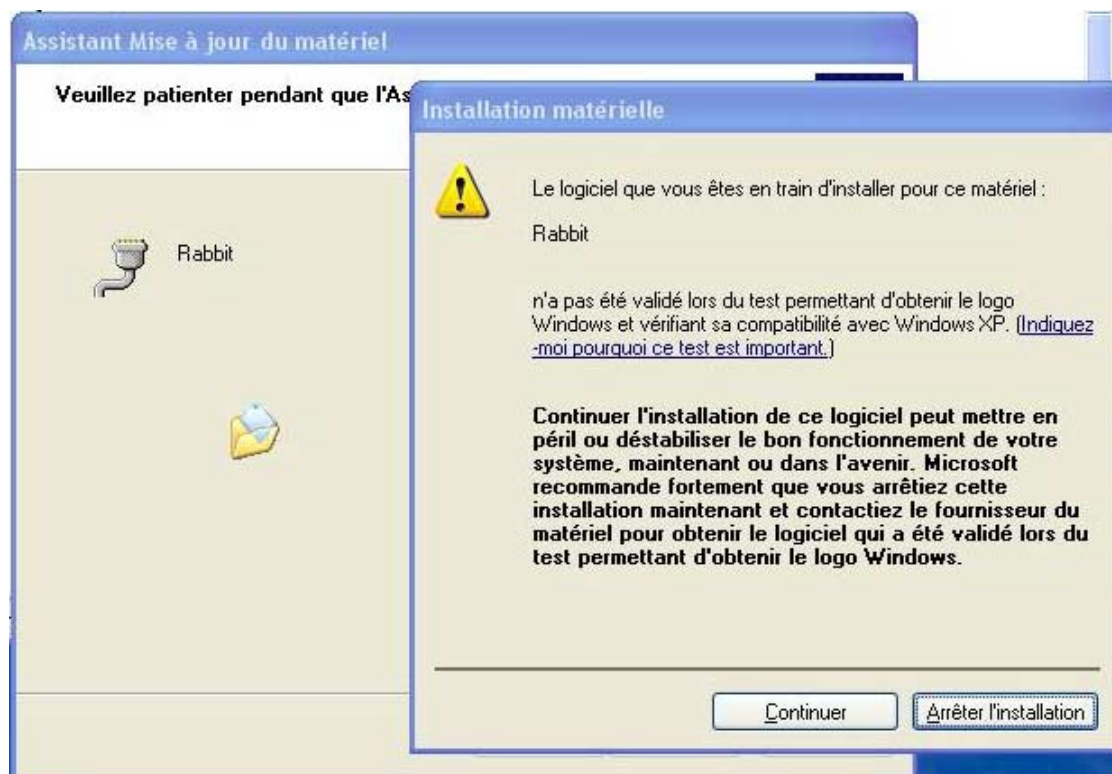 Assistant Mise à jour du matériel
Veuillez patienter pendant que l'As
Rabbit
Installation matérielle
Le logiciel que vous êtes en train d'installer pour ce matériel :
Rabbit
n'a pas été validé lors du test permettant d'obtenir le logo
Windows et vérifiant sa compatibilité avec Windows XP. (Indiquez
-moi pourquoi ce test est important.)
Continuer l'installation de ce logiciel peut mettre en
péril ou déstabiliser le bon fonctionnement de votre
système, maintenant ou dans l'avenir. Microsoft
recommande fortement que vous arrêtiez cette
installation maintenant et contactiez le fournisseur du
matériel pour obtenir le logiciel qui a été validé lors du
test permettant d'obtenir le logo Windows.
Continuer
Arrêter l'installation